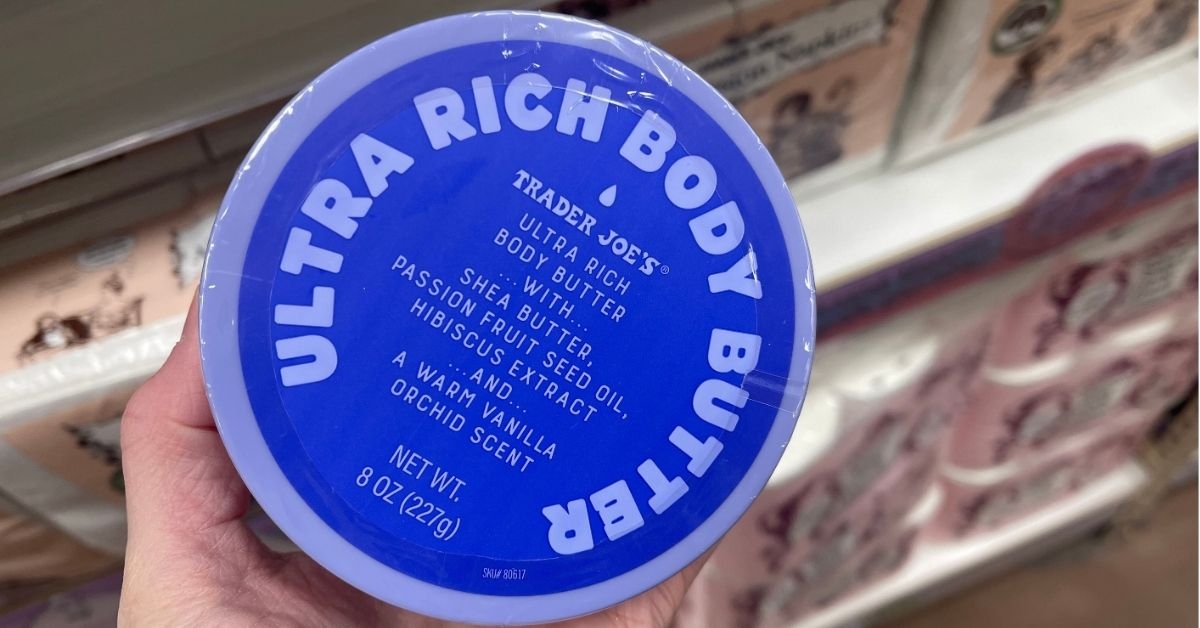 ULTRA RICH BODY BUTTER
TRADER JOE'S®
ULTRA RICH
BODY BUTTER
...WITH...
SHEA BUTTER,
PASSION FRUIT SEED OIL,
HIBISCUS EXTRACT
...AND...
A WARM VANILLA
ORCHID SCENT
NET WT.
8 OZ (227g)
SKU# 80617